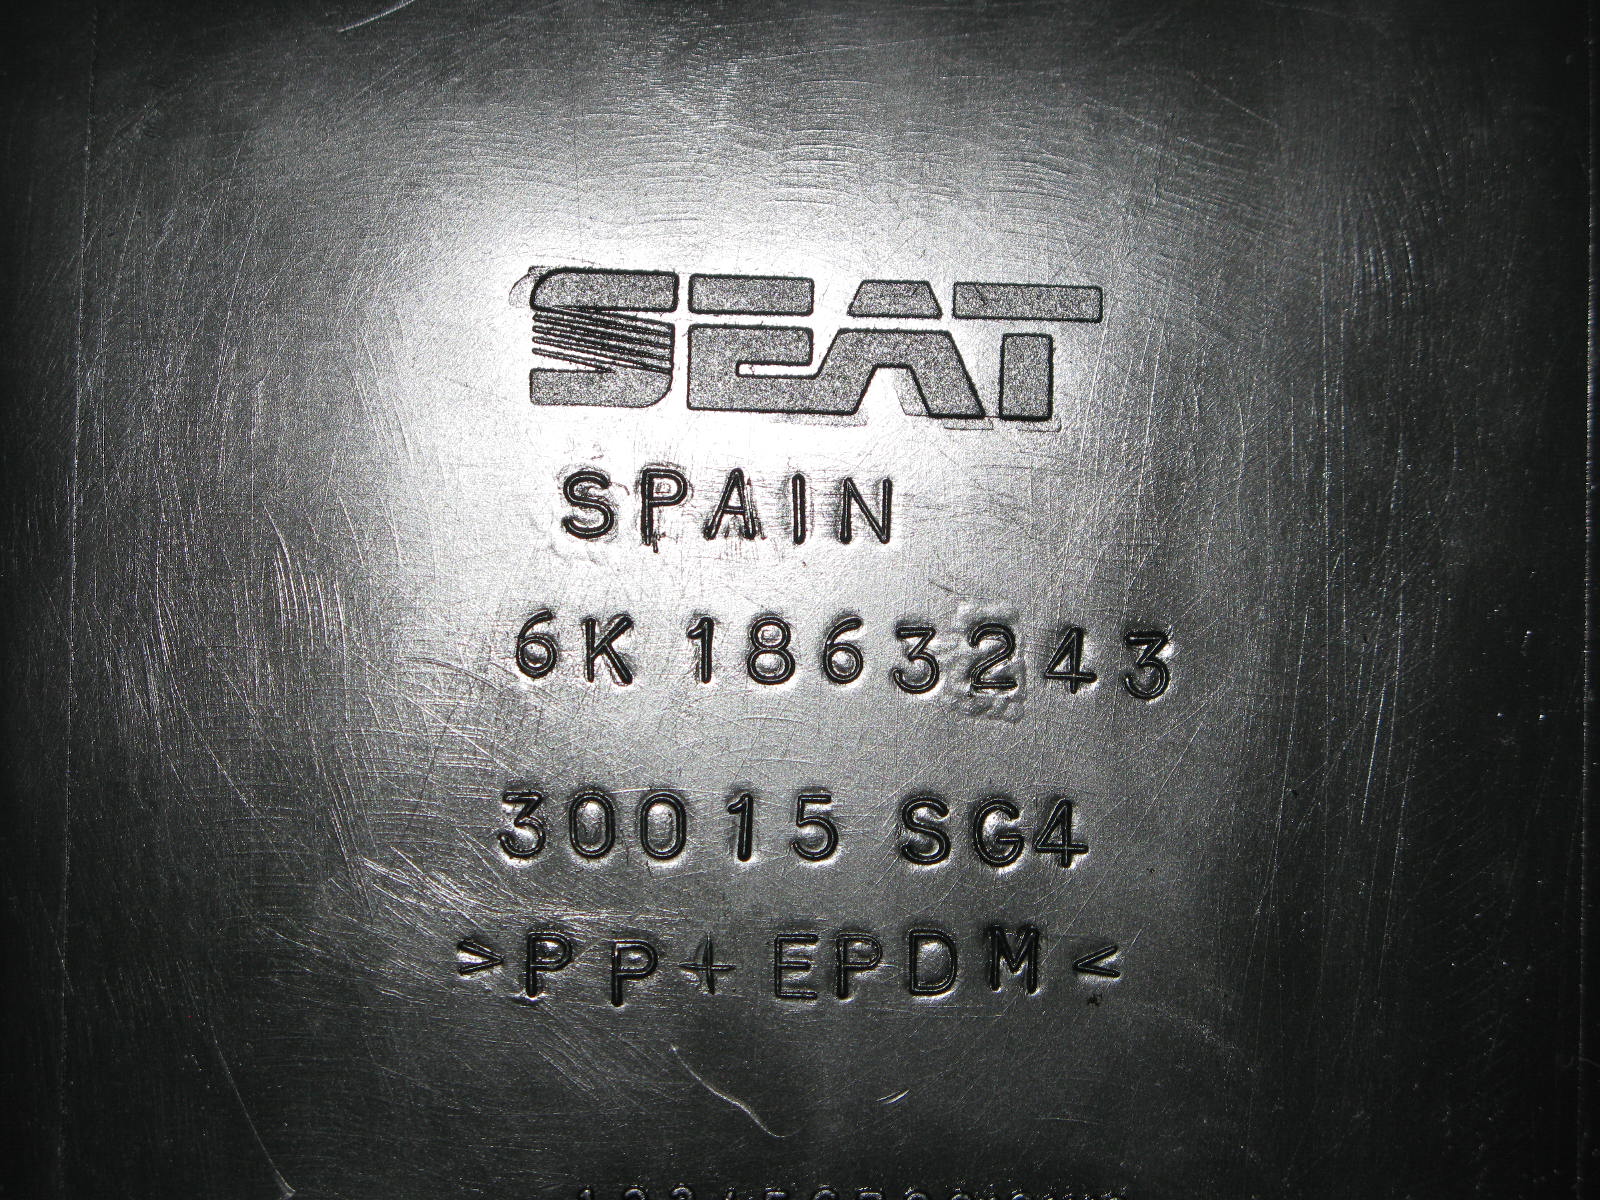 SEAT
SPAIN
6K 1863243
30015 SG4
>PP+EPDM<